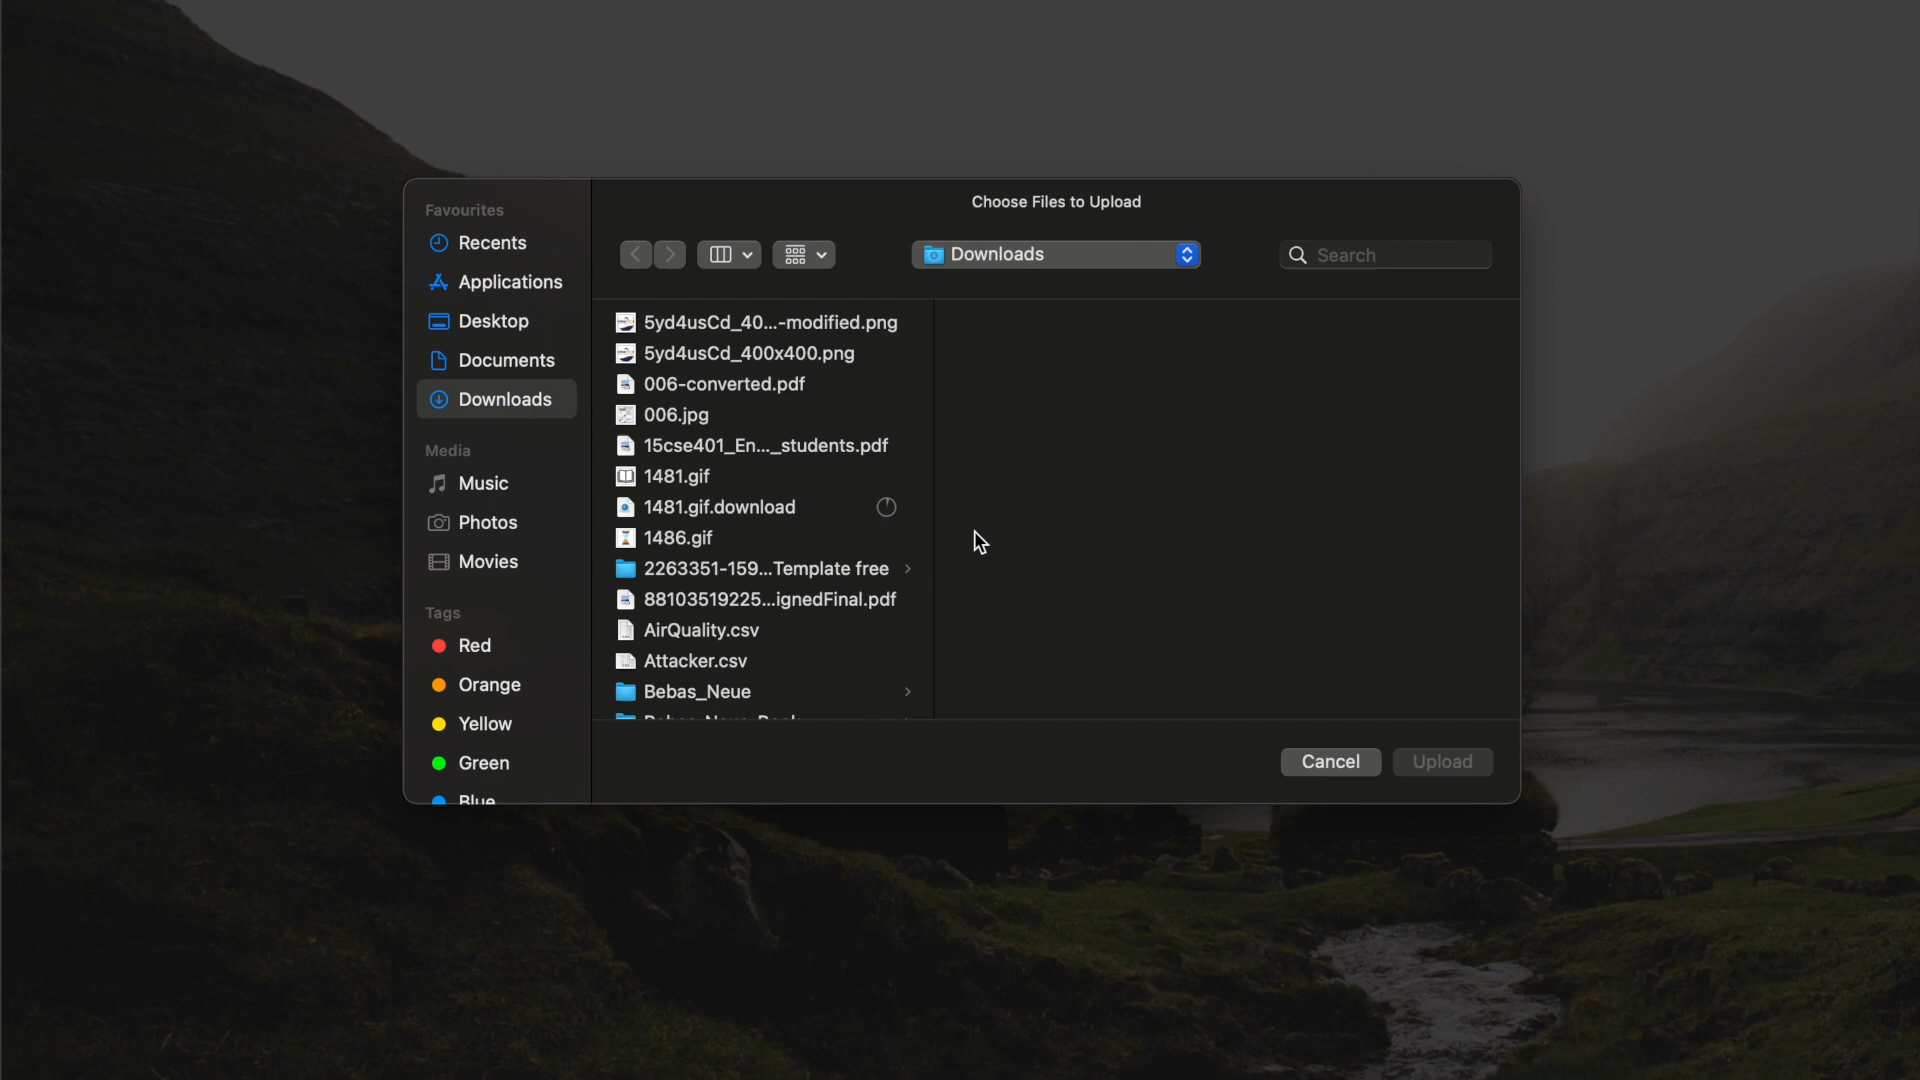 Choose Files to Upload
Favourites
Recents
Applications
Desktop
Documents
Downloads
Media
Music
Photos
Movies
Tags
Red
Orange
Yellow
Green
Blue
Downloads
Search
5yd4usCd_40...-modified.png
5yd4usCd_400x400.png
006-converted.pdf
006.jpg
15cse401_En..._students.pdf
1481.gif
1481.gif.download
1486.gif
2263351-159...Template free
88103519225...ignedFinal.pdf
AirQuality.csv
Attacker.csv
Bebas_Neue
Cancel
Upload